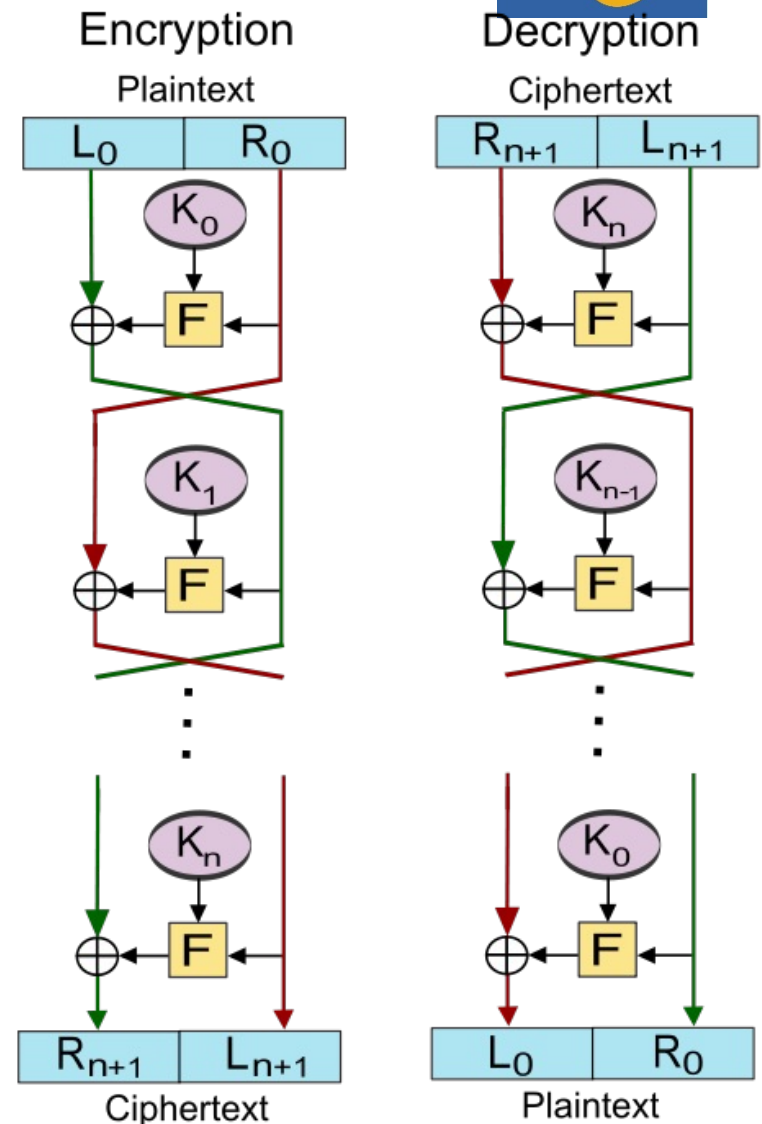 Encryption
Plaintext
L0 R0
K0
F
K1
F
Kn
F
Rn+1 Ln+1
Ciphertext
Decryption
Ciphertext
Rn+1 Ln+1
Kn
F
Kn-1
F
K0
F
L0 R0
Plaintext